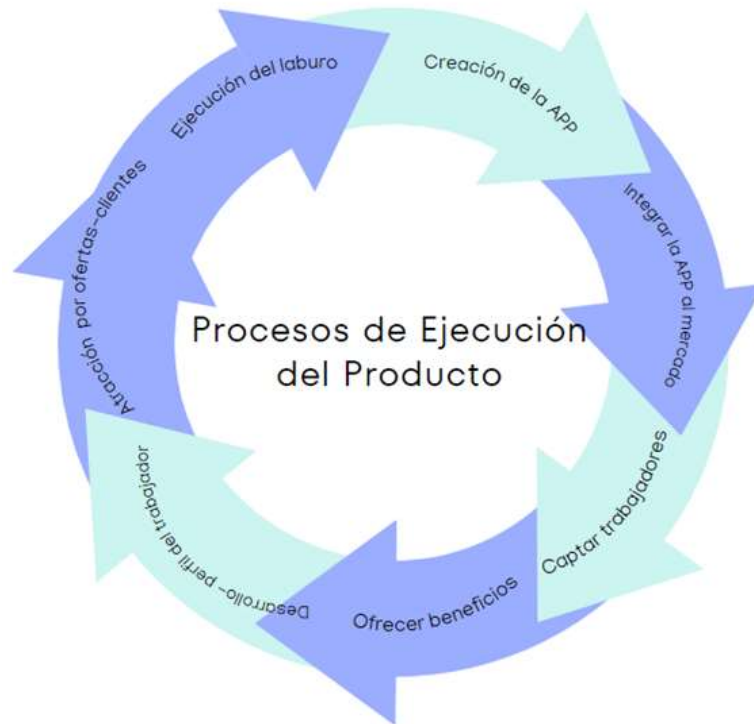 Procesos de Ejecución
del Producto
Creación de la APP
Integrar la APP al mercado
Captar trabajadores
Ofrecer beneficios
Desarrollo- perfil del trabajador
Atracción por ofertas-clientes
Ejecución del laburo